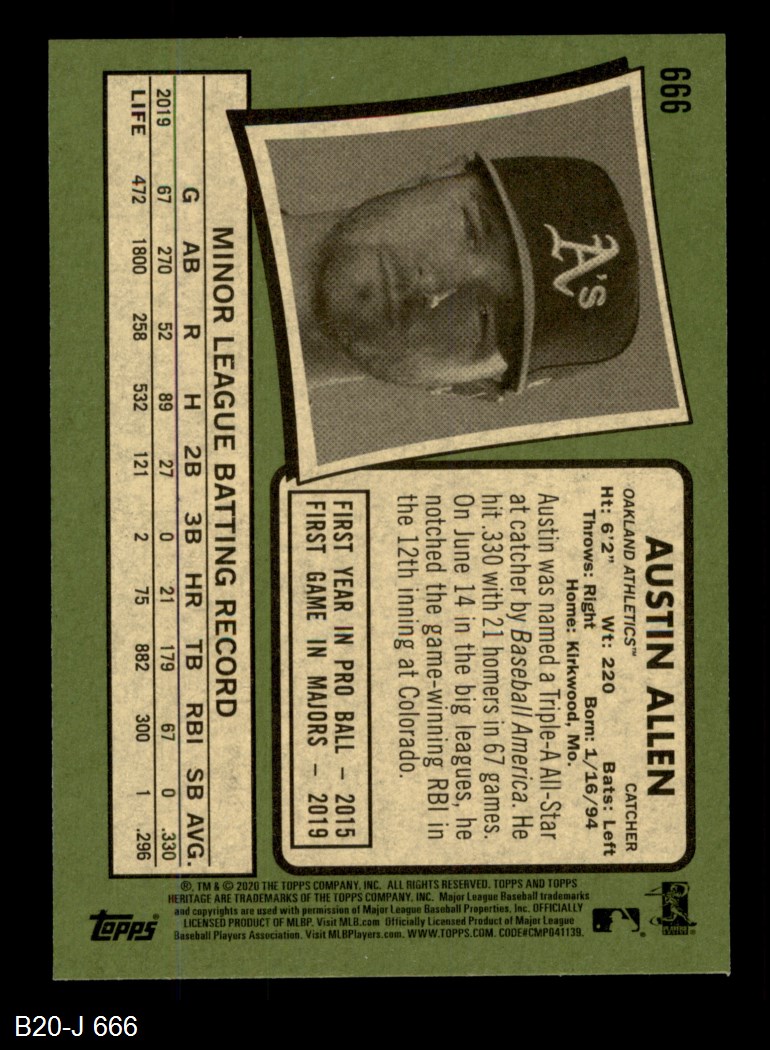 666
A's
AUSTIN ALLEN
OAKLAND ATHLETICS™ CATCHER
Ht: 6'2" Wt: 220 Bats: Left
Throws: Right Born: 1/16/94
Home: Kirkwood, Mo.
Austin was named a Triple-A All-Star
at catcher by Baseball America. He
hit .330 with 21 homers in 67 games.
On June 14 in the big leagues, he
notched the game-winning RBI in
the 12th inning at Colorado.
FIRST YEAR IN PRO BALL – 2015
FIRST GAME IN MAJORS – 2019
MINOR LEAGUE BATTING RECORD
G AB R H 2B 3B HR TB RBI SB AVG.
2019 67 270 52 89 27 0 21 179 67 0 .330
LIFE 472 1800 258 532 121 2 75 882 300 1 .296
®, TM & © 2020 THE TOPPS COMPANY, INC. ALL RIGHTS RESERVED. TOPPS AND TOPPS
HERITAGE ARE TRADEMARKS OF THE TOPPS COMPANY, INC. Major League Baseball trademarks
and copyrights are used with permission of Major League Baseball Properties, Inc. OFFICIALLY
LICENSED PRODUCT OF MLBP. Visit MLB.com Officially Licensed Product of Major League
Baseball Players Association. Visit MLBPlayers.com. WWW.TOPPS.COM. CODE#CMP041139.
Topps®
B20-J 666